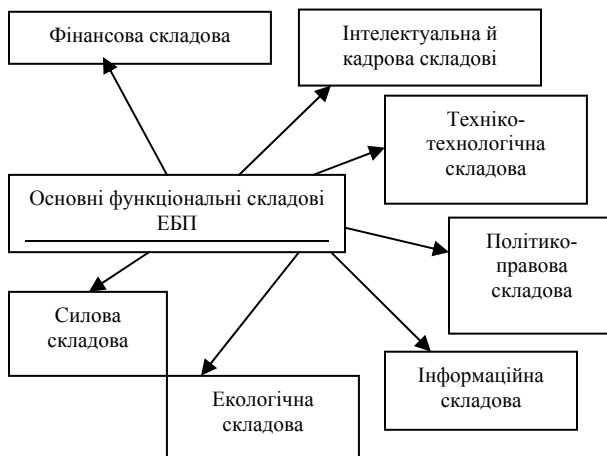 Фінансова складова
Інтелектуальна й
кадрова складові
Техніко-
технологічна
складова
Основні функціональні складові
ЕБП
Політико-
правова
складова
Силова
складова
Інформаційна
складова
Екологічна
складова